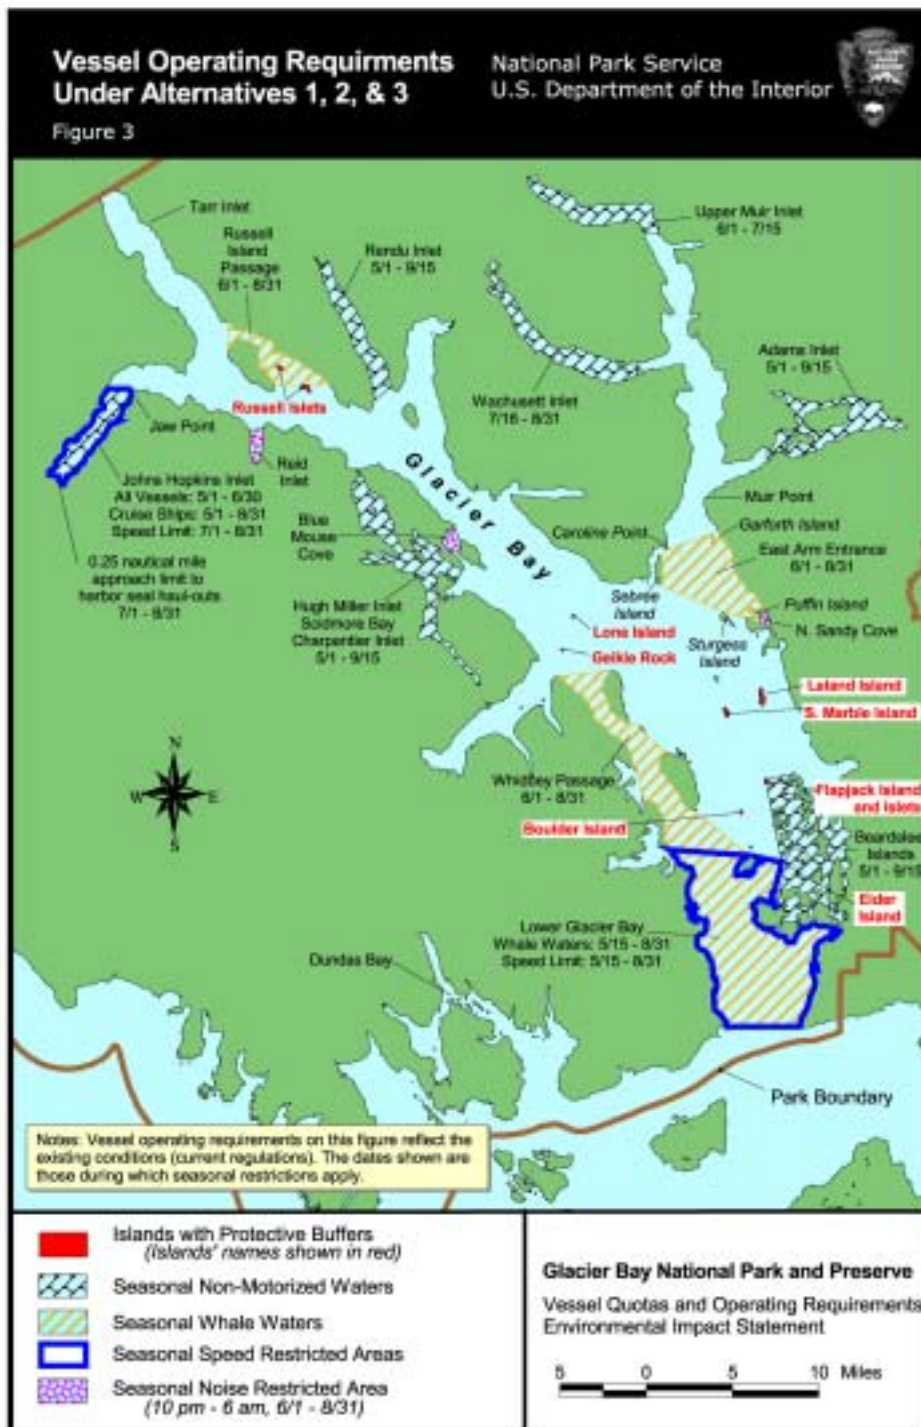 Vessel Operating Requirments
Under Alternatives 1, 2, & 3
Figure 3
National Park Service
U.S. Department of the Interior
Tarr Inlet
Russell
Island
Passage
6/1 - 8/31
Rendu Inlet
5/1 - 9/15
Upper Muir Inlet
6/1 - 7/15
Adams Inlet
5/1 - 9/15
Wachusett Inlet
7/16 - 8/31
Russell Islets
Jaw Point
Reid
Inlet
Johns Hopkins Inlet
All Vessels: 5/1 - 6/30
Cruise Ships: 5/1 - 8/31
Speed Limit: 7/1 - 8/31
0.25 nautical mile
approach limit to
harbor seal haul-outs
7/1 - 8/31
Glacier Bay
Blue
Mouse
Cove
Hugh Miller Inlet
Scidmore Bay
Charpentier Inlet
5/1 - 9/15
Muir Point
Caroline Point
Garforth Island
East Arm Entrance
6/1 - 8/31
Sebree
Island
Puffin Island
N. Sandy Cove
Lone Island
Geikie Rock
Sturgess
Island
Latand Island
S. Marble Island
Whidbey Passage
6/1 - 8/31
Boulder Island
Flapjack Island
and Islets
Beardslee
Islands
5/1 - 9/15
Eider
Island
Lower Glacier Bay
Whale Waters: 5/15 - 8/31
Speed Limit: 5/15 - 8/31
Dundas Bay
N
W
E
S
Park Boundary
Notes: Vessel operating requirements on this figure reflect the
existing conditions (current regulations). The dates shown are
those during which seasonal restrictions apply.
Islands with Protective Buffers
(Islands' names shown in red)
Seasonal Non-Motorized Waters
Seasonal Whale Waters
Seasonal Speed Restricted Areas
Seasonal Noise Restricted Area
(10 pm - 6 am, 6/1 - 8/31)
Glacier Bay National Park and Preserve
Vessel Quotas and Operating Requirements
Environmental Impact Statement
5 0 5 10 Miles